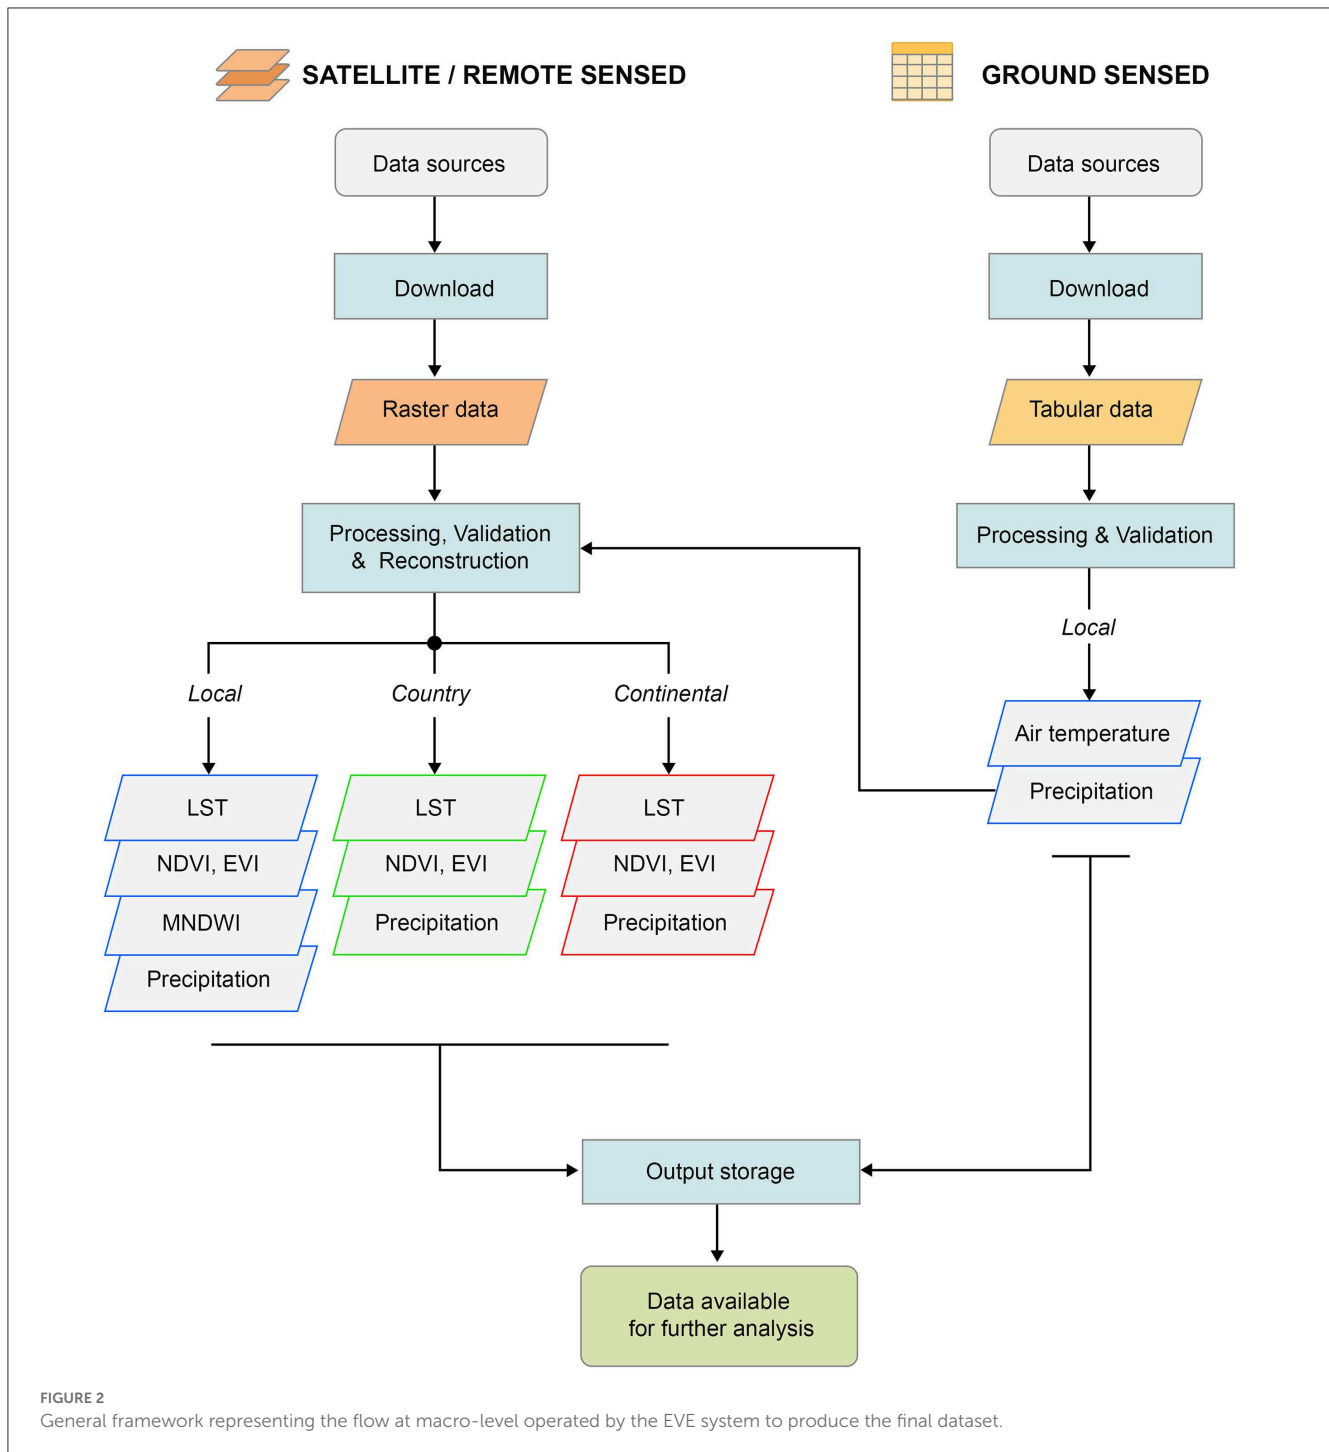 SATELLITE / REMOTE SENSED
GROUND SENSED
Data sources
Data sources
Download
Download
Raster data
Tabular data
Processing, Validation
& Reconstruction
Processing & Validation
Local
Local
Country
Continental
Air temperature
Precipitation
LST
NDVI, EVI
MNDWI
Precipitation
LST
NDVI, EVI
Precipitation
LST
NDVI, EVI
Precipitation
Output storage
Data available
for further analysis
FIGURE 2
General framework representing the flow at macro-level operated by the EVE system to produce the final dataset.